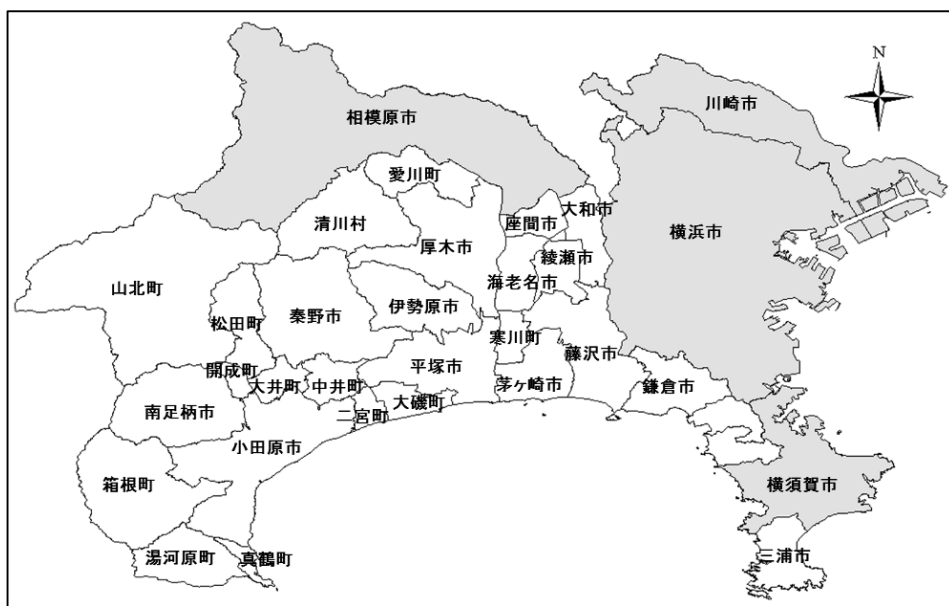 N
川崎市
相模原市
愛川町
大和市
座間市
清川村
横浜市
厚木市
綾瀬市
海老名市
山北町
伊勢原市
秦野市
松田町
寒川町
藤沢市
平塚市
開成町
大井町
中井町
茅ヶ崎市
鎌倉市
大磯町
南足柄市
二宮町
小田原市
箱根町
横須賀市
湯河原町
真鶴町
三浦市